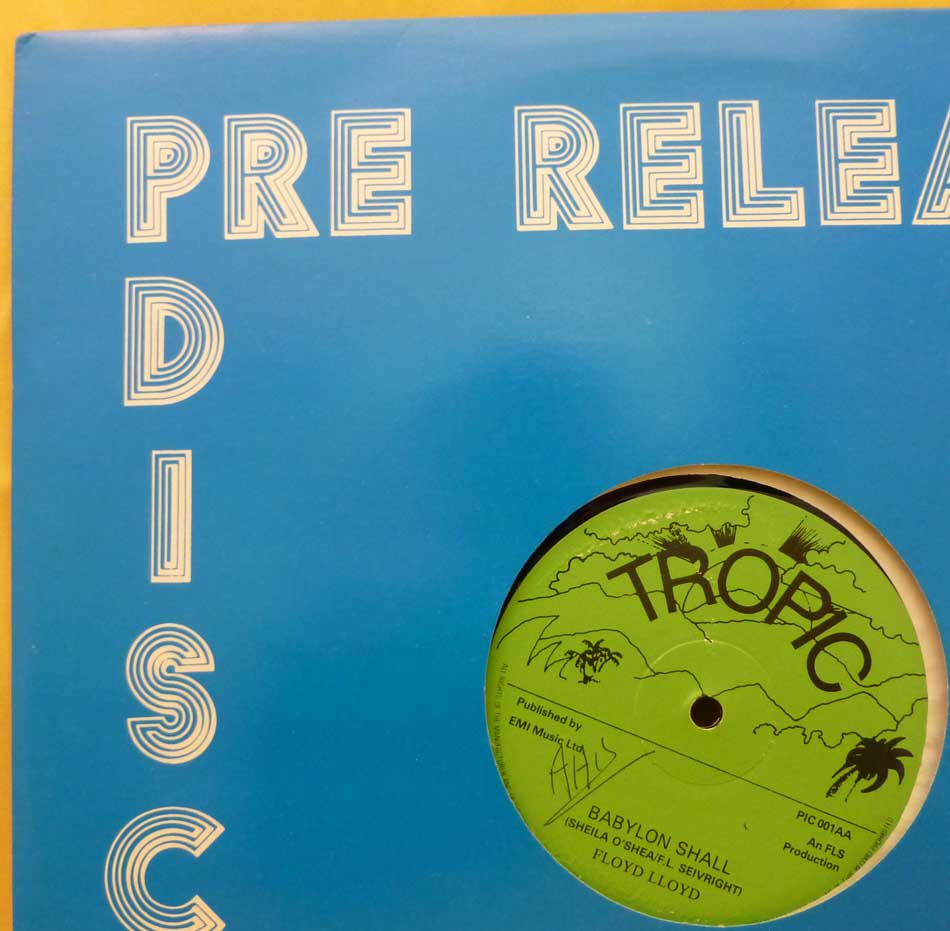 PRE RELEA
D
I
S
C
TROPIC
Published by
EMI Music Ltd.
PIC 001AA
An FLS
Production
BABYLON SHALL
(SHEILA O'SHEA/F.L. SEIVRIGHT)
FLOYD LLOYD